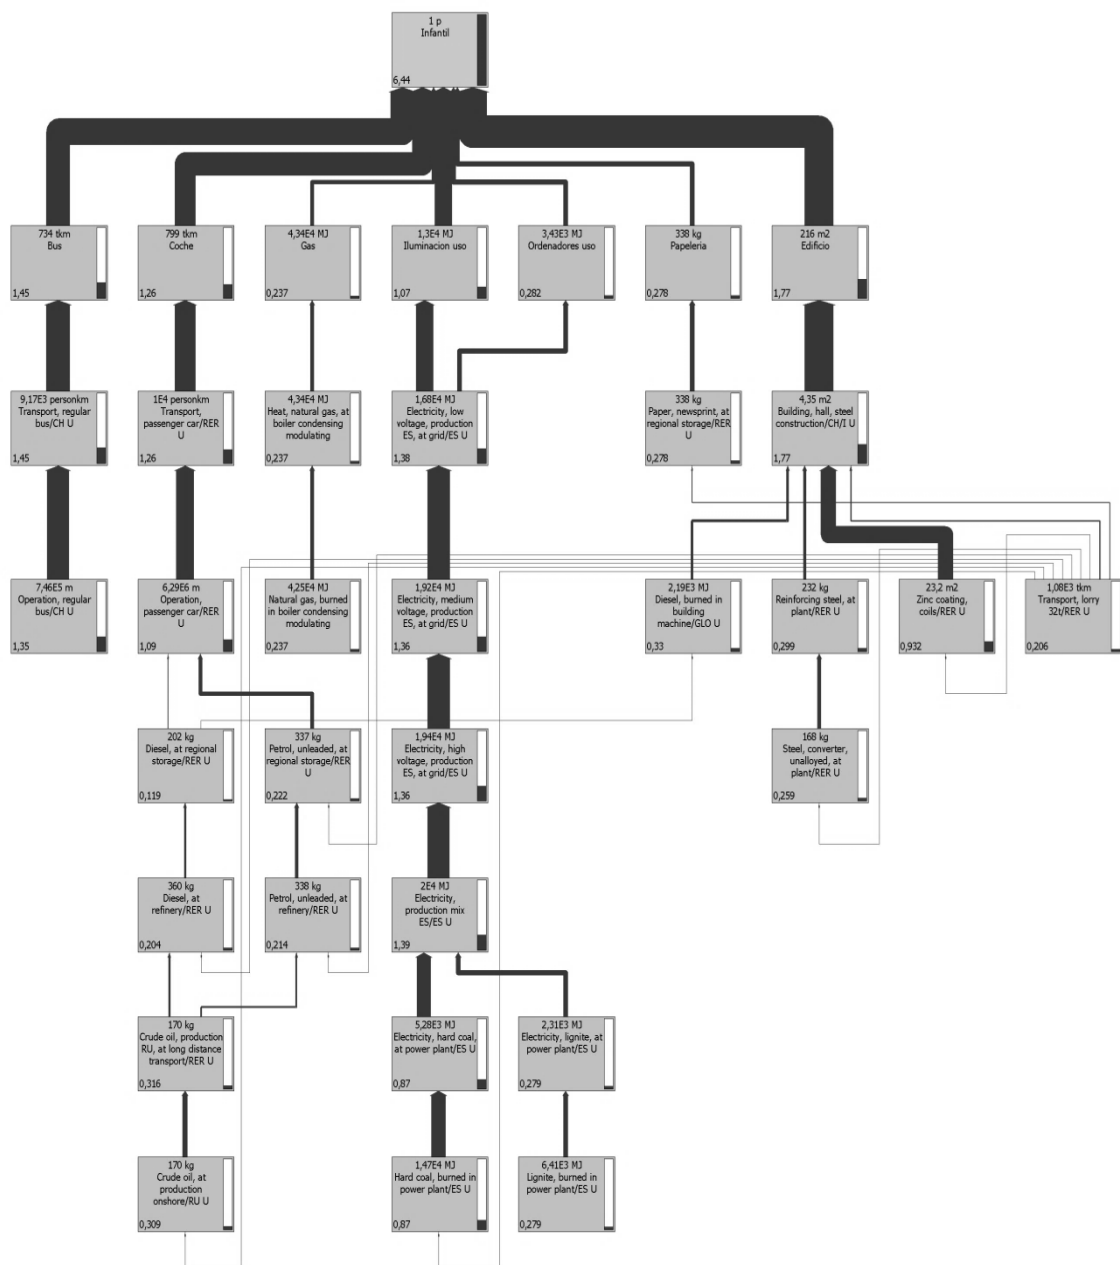 1 p
Infantil
6,44
734 tkm
Bus
1,45
799 tkm
Coche
1,26
4,34E4 MJ
Gas
0,237
1,3E4 MJ
Iluminacion uso
1,07
3,43E3 MJ
Ordenadores uso
0,282
338 kg
Papeleria
0,278
216 m2
Edificio
1,77
9,17E3 personkm
Transport, regular
bus/CH U
1,45
1E4 personkm
Transport,
passenger car/RER
U
1,26
4,34E4 MJ
Heat, natural gas, at
boiler condensing
modulating
0,237
1,68E4 MJ
Electricity, low
voltage, production
ES, at grid/ES U
1,38
338 kg
Paper, newsprint, at
regional storage/RER
U
0,278
4,35 m2
Building, hall, steel
construction/CH/I U
1,77
7,46E5 m
Operation, regular
bus/CH U
1,35
6,29E6 m
Operation,
passenger car/RER
U
1,09
4,25E4 MJ
Natural gas, burned
in boiler condensing
modulating
0,237
1,92E4 MJ
Electricity, medium
voltage, production
ES, at grid/ES U
1,36
2,19E3 MJ
Diesel, burned in
building
machine/GLO U
0,33
232 kg
Reinforcing steel, at
plant/RER U
0,299
23,2 m2
Zinc coating,
coils/RER U
0,932
1,08E3 tkm
Transport, lorry
32t/RER U
0,206
202 kg
Diesel, at regional
storage/RER U
0,119
337 kg
Petrol, unleaded, at
regional storage/RER
U
0,222
1,94E4 MJ
Electricity, high
voltage, production
ES, at grid/ES U
1,36
168 kg
Steel, converter,
unalloyed, at
plant/RER U
0,259
360 kg
Diesel, at
refinery/RER U
0,204
338 kg
Petrol, unleaded, at
refinery/RER U
0,214
2E4 MJ
Electricity,
production mix
ES/ES U
1,39
170 kg
Crude oil, production
RU, at long distance
transport/RER U
0,316
5,28E3 MJ
Electricity, hard coal,
at power plant/ES U
0,87
2,31E3 MJ
Electricity, lignite, at
power plant/ES U
0,279
170 kg
Crude oil, at
production
onshore/RU U
0,309
1,47E4 MJ
Hard coal, burned in
power plant/ES U
0,87
6,41E3 MJ
Lignite, burned in
power plant/ES U
0,279